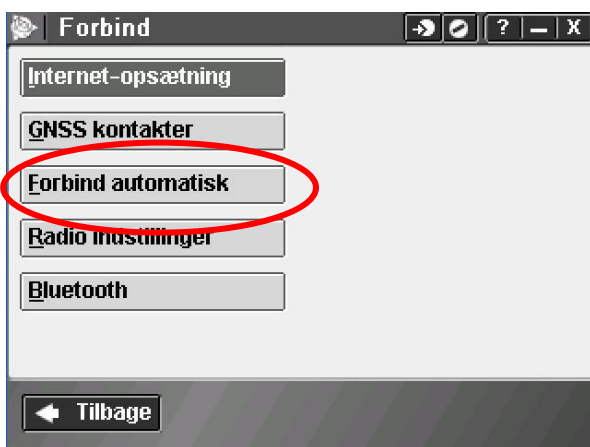 Forbind
? — X
Internet-opsætning
GNSS kontakter
Forbind automatisk
Radio indstillinger
Bluetooth
Tilbage